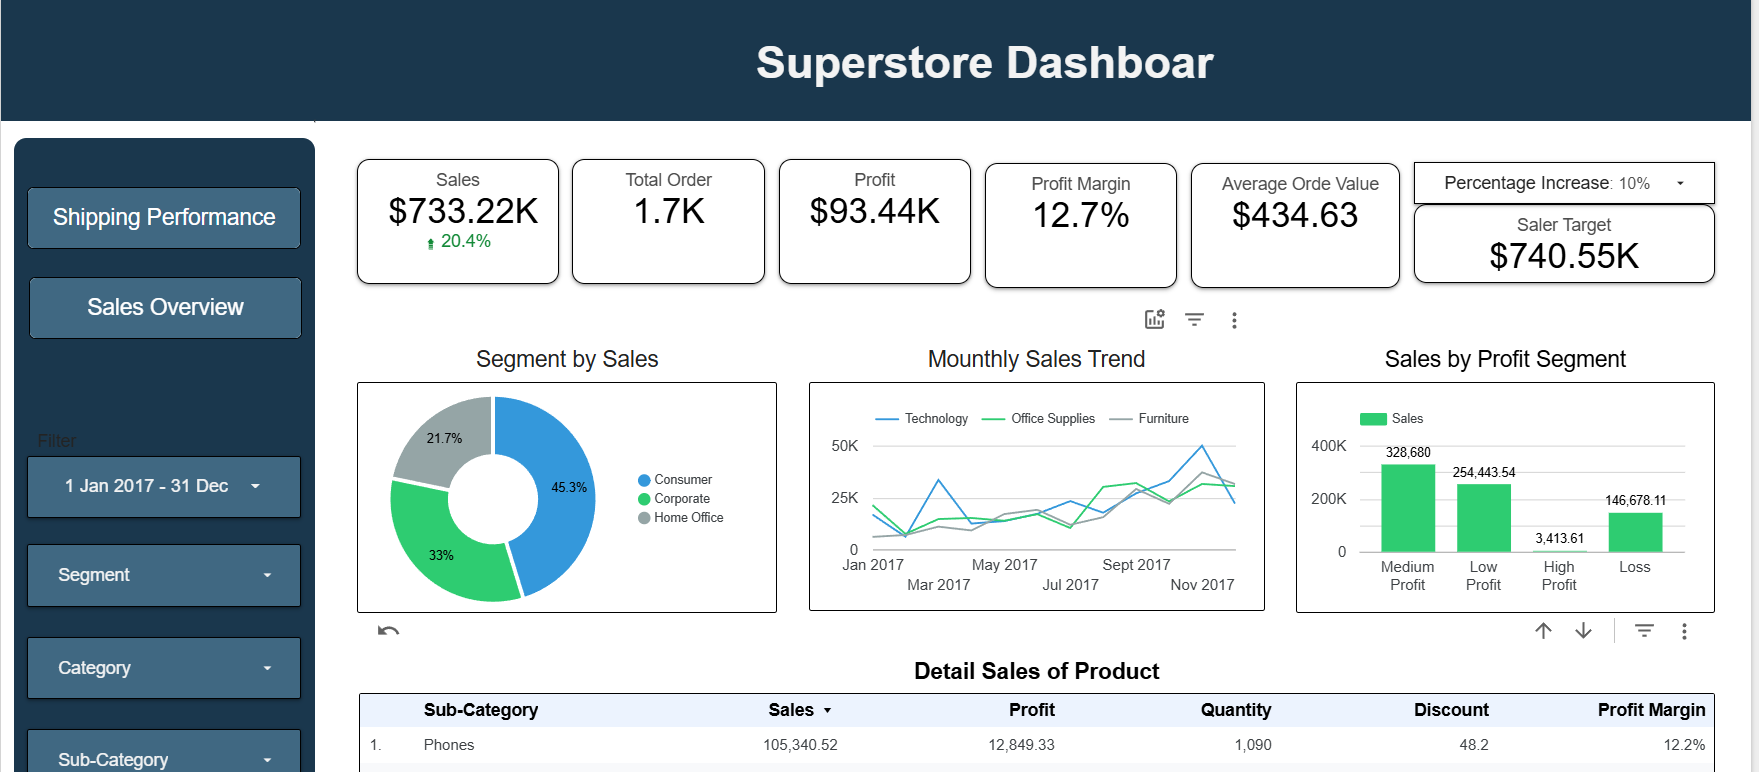 Superstore Dashboar
Shipping Performance
Sales Overview
Filter
1 Jan 2017 - 31 Dec
Segment
Category
Sub-Category
Sales
$733.22K
20.4%
Total Order
1.7K
Profit
$93.44K
Profit Margin
12.7%
Average Orde Value
$434.63
Percentage Increase: 10%
Saler Target
$740.55K
Segment by Sales
21.7%
45.3%
33%
Consumer
Corporate
Home Office
Mounthly Sales Trend
Technology Office Supplies Furniture
50K
25K
0
Jan 2017 May 2017 Sept 2017
Mar 2017 Jul 2017 Nov 2017
Sales by Profit Segment
Sales
400K
200K
0
328,680
254,443.54
3,413.61
146,678.11
Medium Profit
Low Profit
High Profit
Loss
Detail Sales of Product
Sub-Category Sales Profit Quantity Discount Profit Margin
1. Phones 105,340.52 12,849.33 1,090 48.2 12.2%